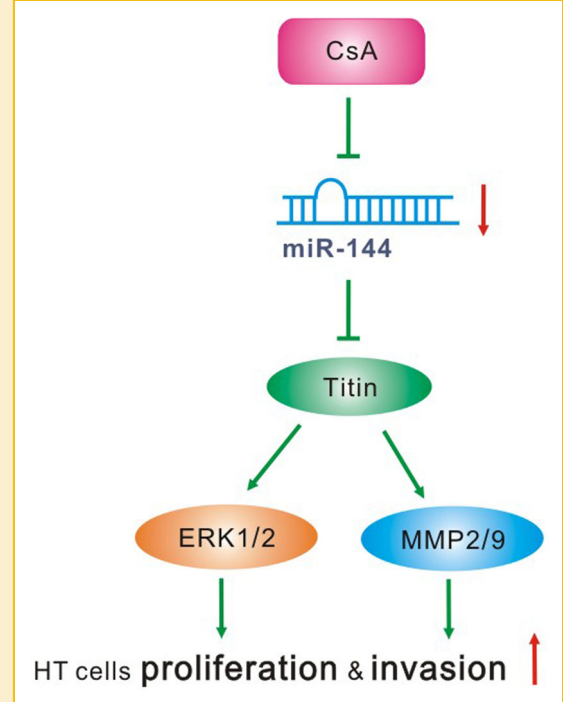 CsA
miR-144
Titin
ERK1/2
MMP2/9
HT cells proliferation & invasion